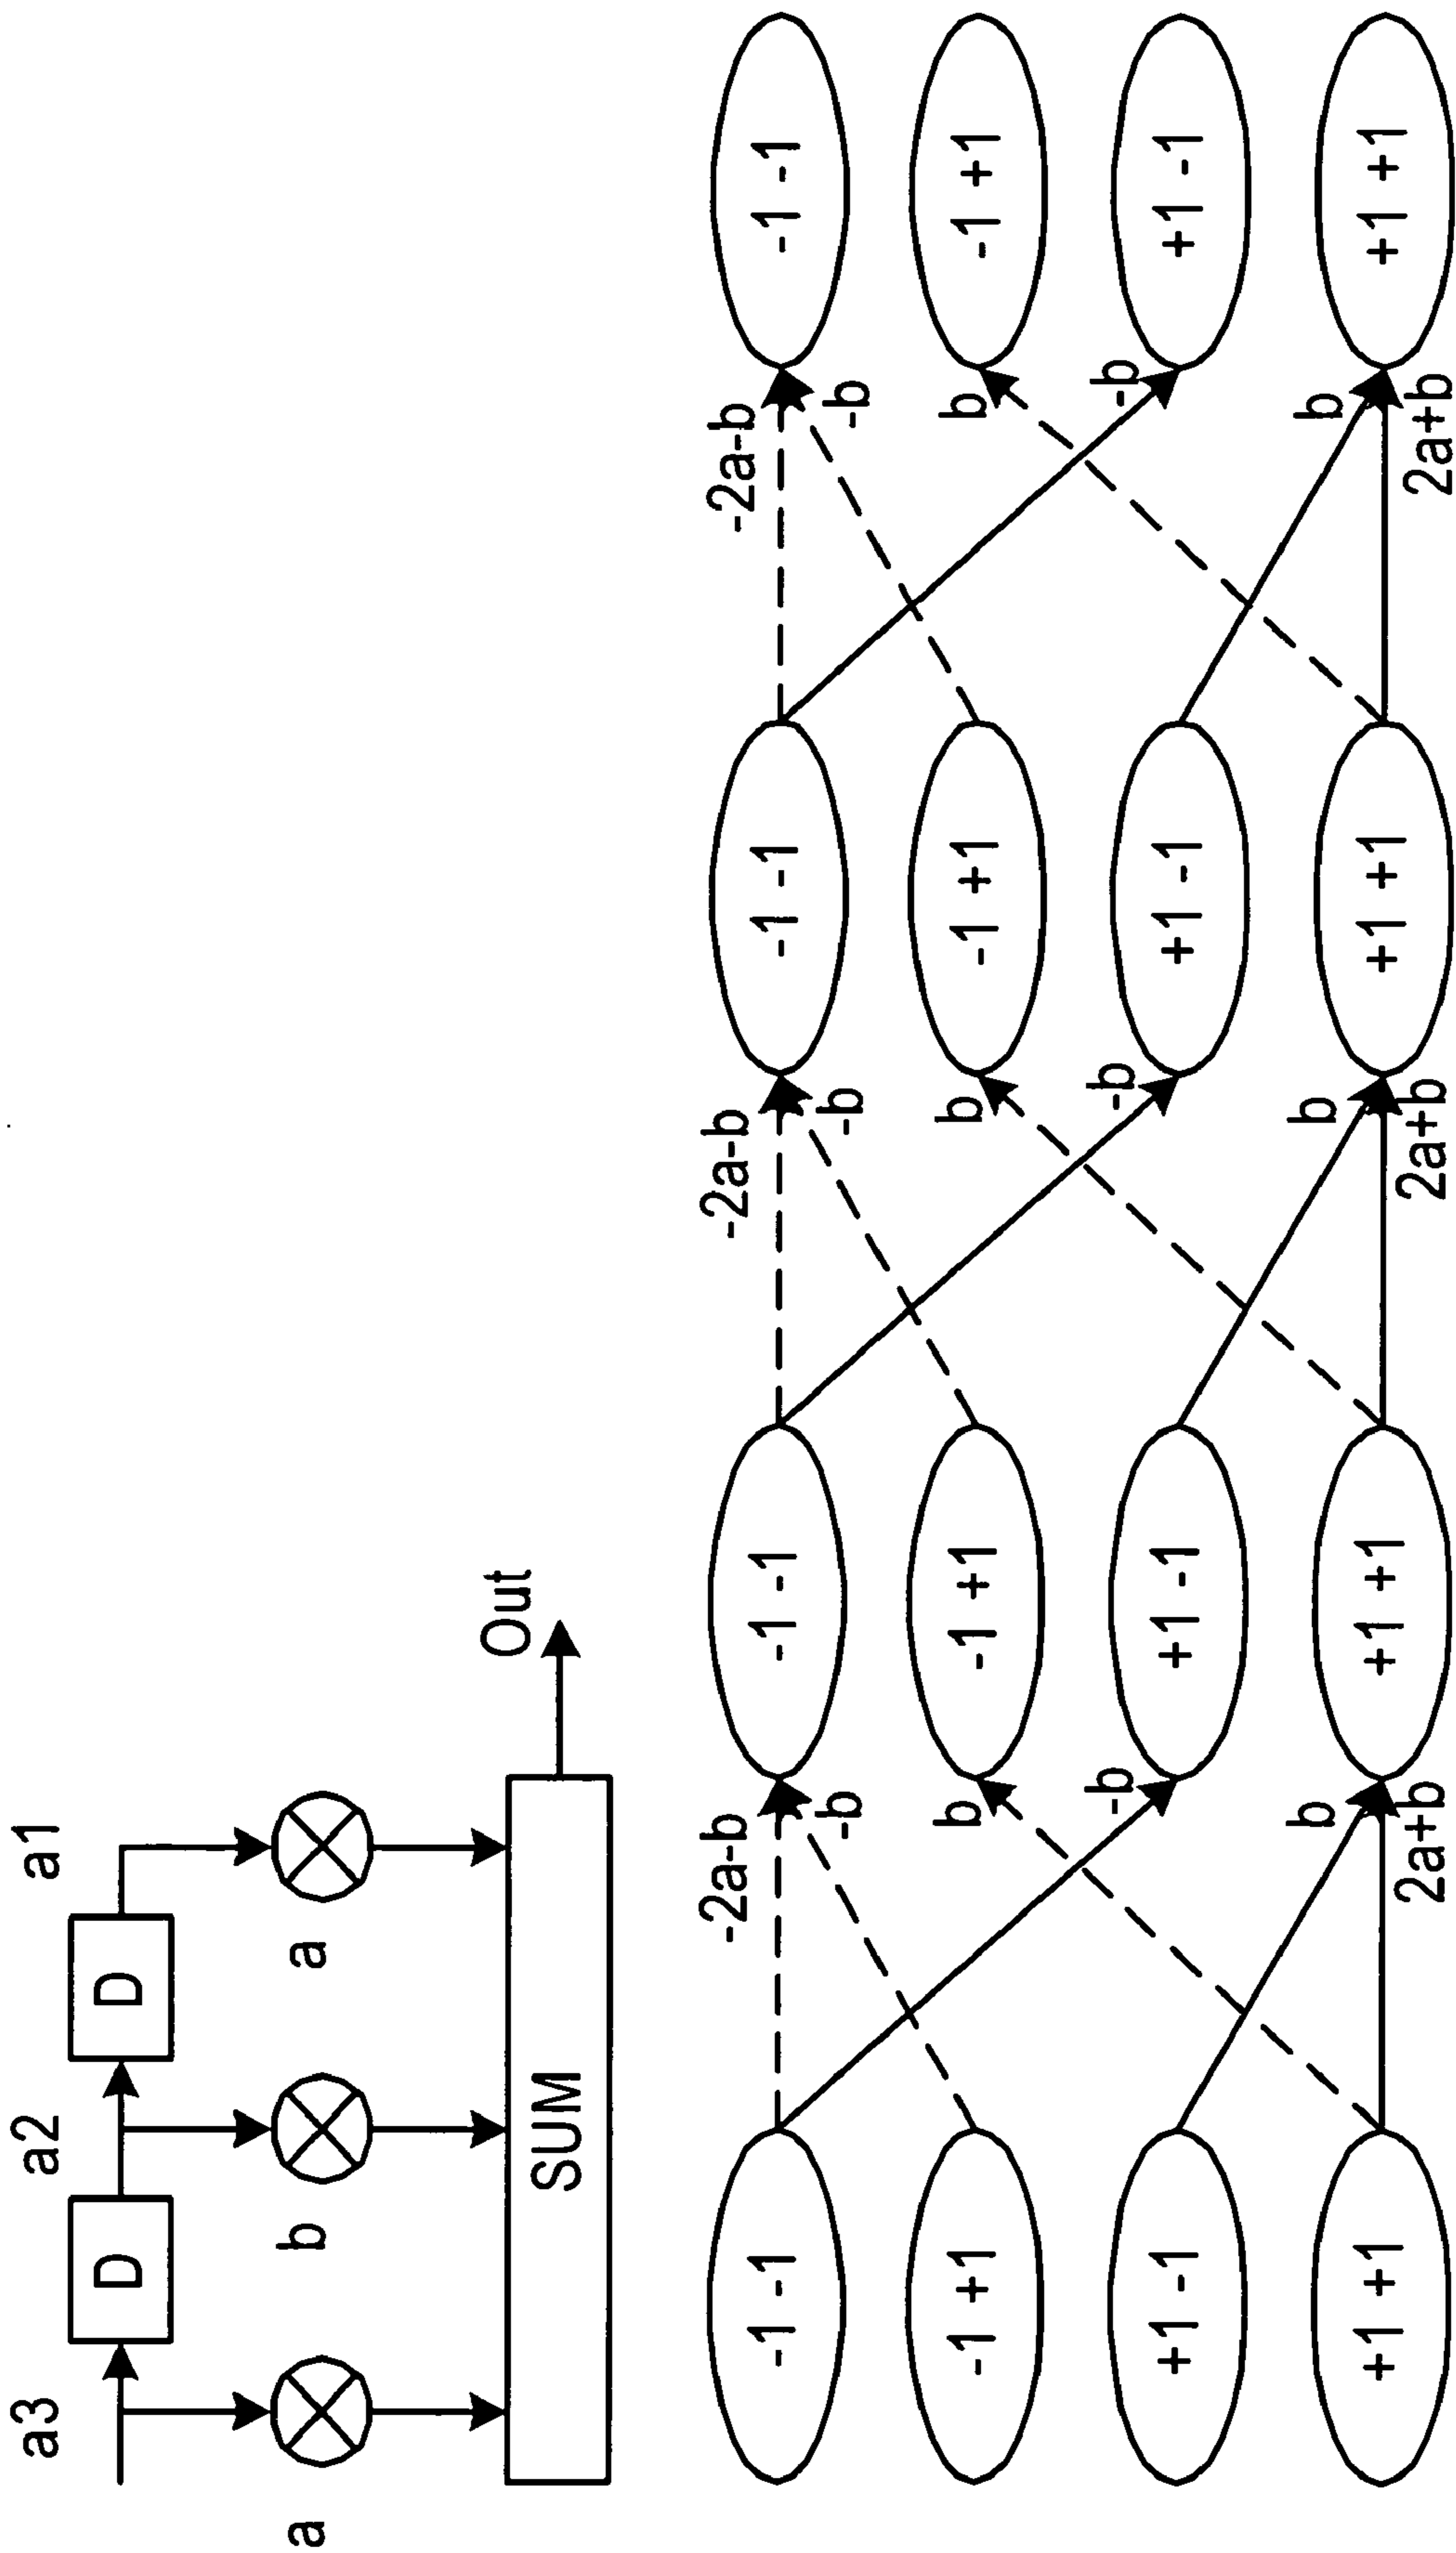 a3 a2 a1
D D
a b a
Out
SUM
-2a-b -2a-b -2a-b
-1 -1 -1 -1 -1 -1 -1 -1
-b -b -b
b b b
-1 +1 -1 +1 -1 +1 -1 +1
-b -b -b
+1 -1 +1 -1 +1 -1 +1 -1
b b b
+1 +1 +1 +1 +1 +1 +1 +1
2a+b 2a+b 2a+b